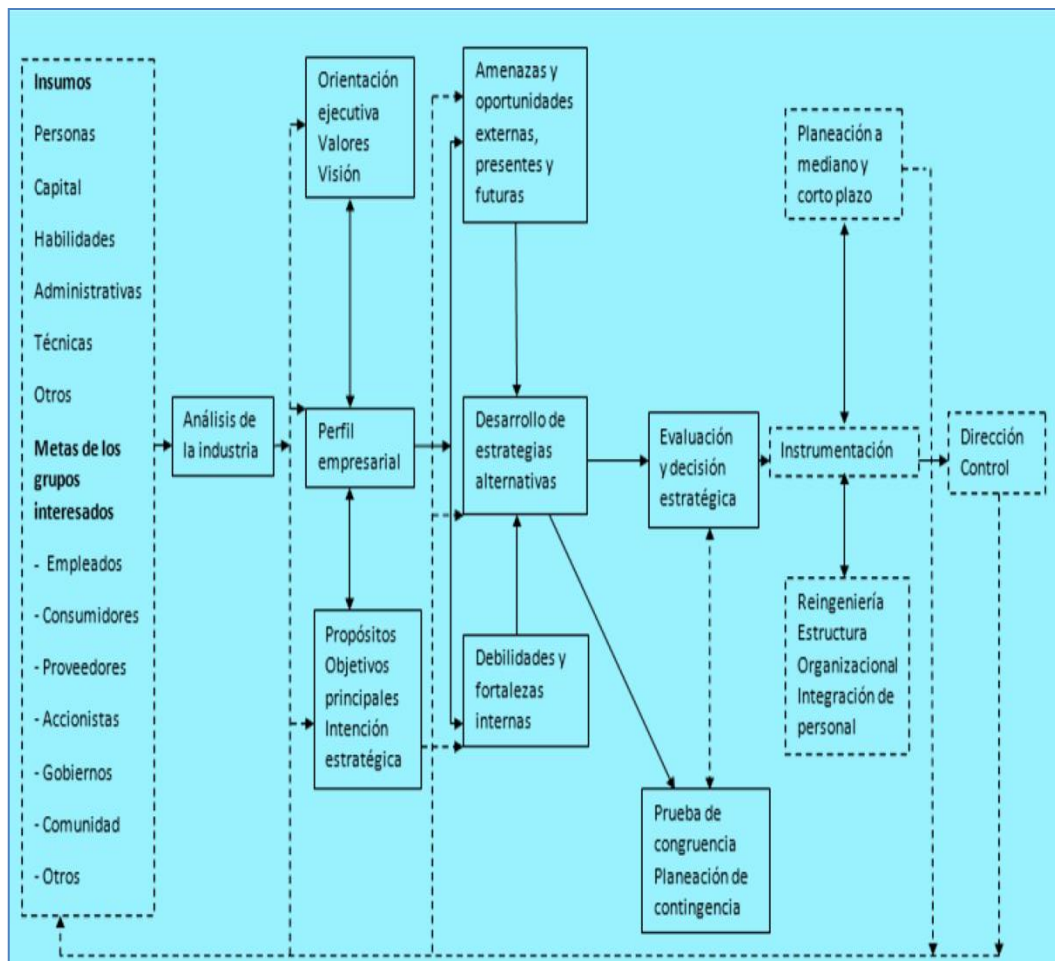 Insumos
Personas
Capital
Habilidades
Administrativas
Técnicas
Otros
Metas de los
grupos
interesados
- Empleados
- Consumidores
- Proveedores
- Accionistas
- Gobiernos
- Comunidad
- Otros
Análisis de
la industria
Orientación
ejecutiva
Valores
Visión
Perfil
empresarial
Propósitos
Objetivos
principales
Intención
estratégica
Amenazas y
oportunidades
externas,
presentes y
futuras
Desarrollo de
estrategias
alternativas
Debilidades y
fortalezas
internas
Evaluación
y decisión
estratégica
Prueba de
congruencia
Planeación de
contingencia
Planeación a
mediano y
corto plazo
Instrumentación
Reingeniería
Estructura
Organizacional
Integración de
personal
Dirección
Control